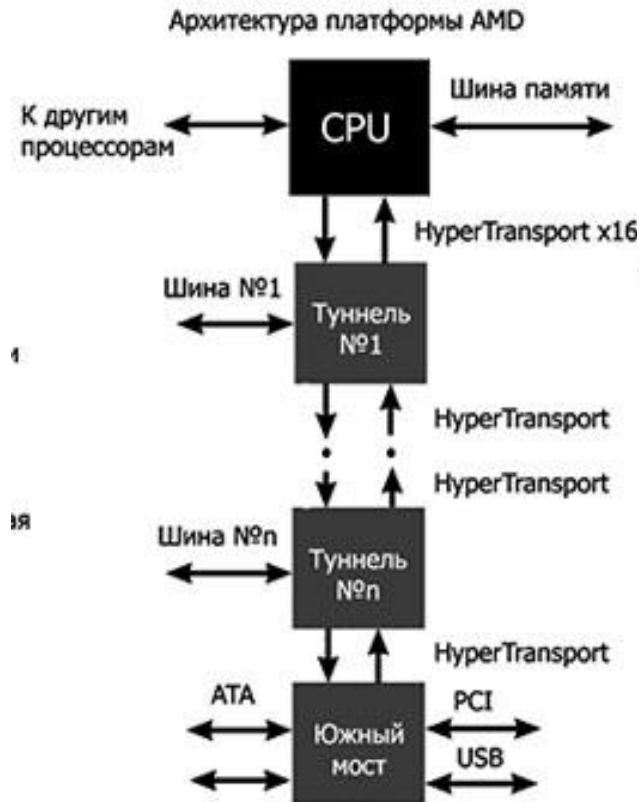 Архитектура платформы AMD
К другим
процессорам
CPU
Шина памяти
HyperTransport x16
Шина №1
Туннель
№1
HyperTransport
HyperTransport
Шина №n
Туннель
№n
HyperTransport
ATA
Южный
мост
PCI
USB